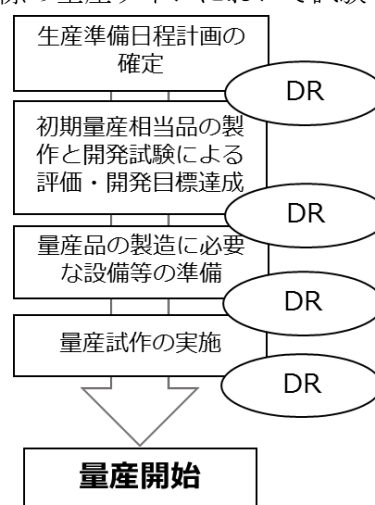 生産準備日程計画の
確定
DR
初期量産相当品の製
作と開発試験による
評価・開発目標達成
DR
量産品の製造に必要
な設備等の準備
DR
量産試作の実施
DR
量産開始